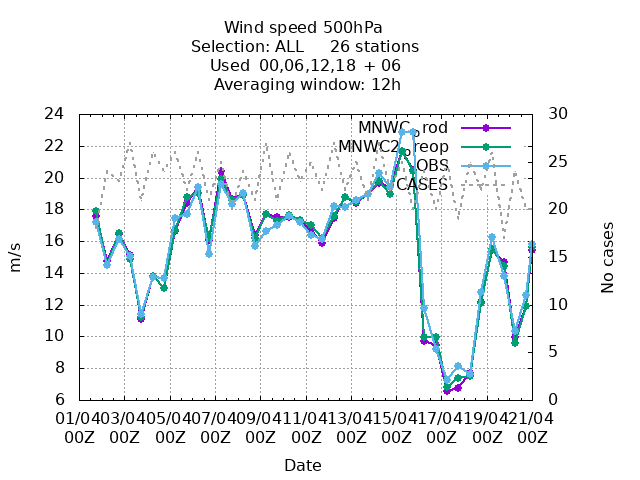 Wind speed 500hPa
Selection: ALL 26 stations
Used 00,06,12,18 + 06
Averaging window: 12h
24 22 20 18 16 14 12 10 8 6
m/s
30 25 20 15 10 5 0
No cases
MNWC_prod
MNWC2_preop
OBS
CASES
01/04 03/04 05/04 07/04 09/04 11/04 13/04 15/04 17/04 19/04 21/04
00Z 00Z 00Z 00Z 00Z 00Z 00Z 00Z 00Z 00Z 00Z
Date